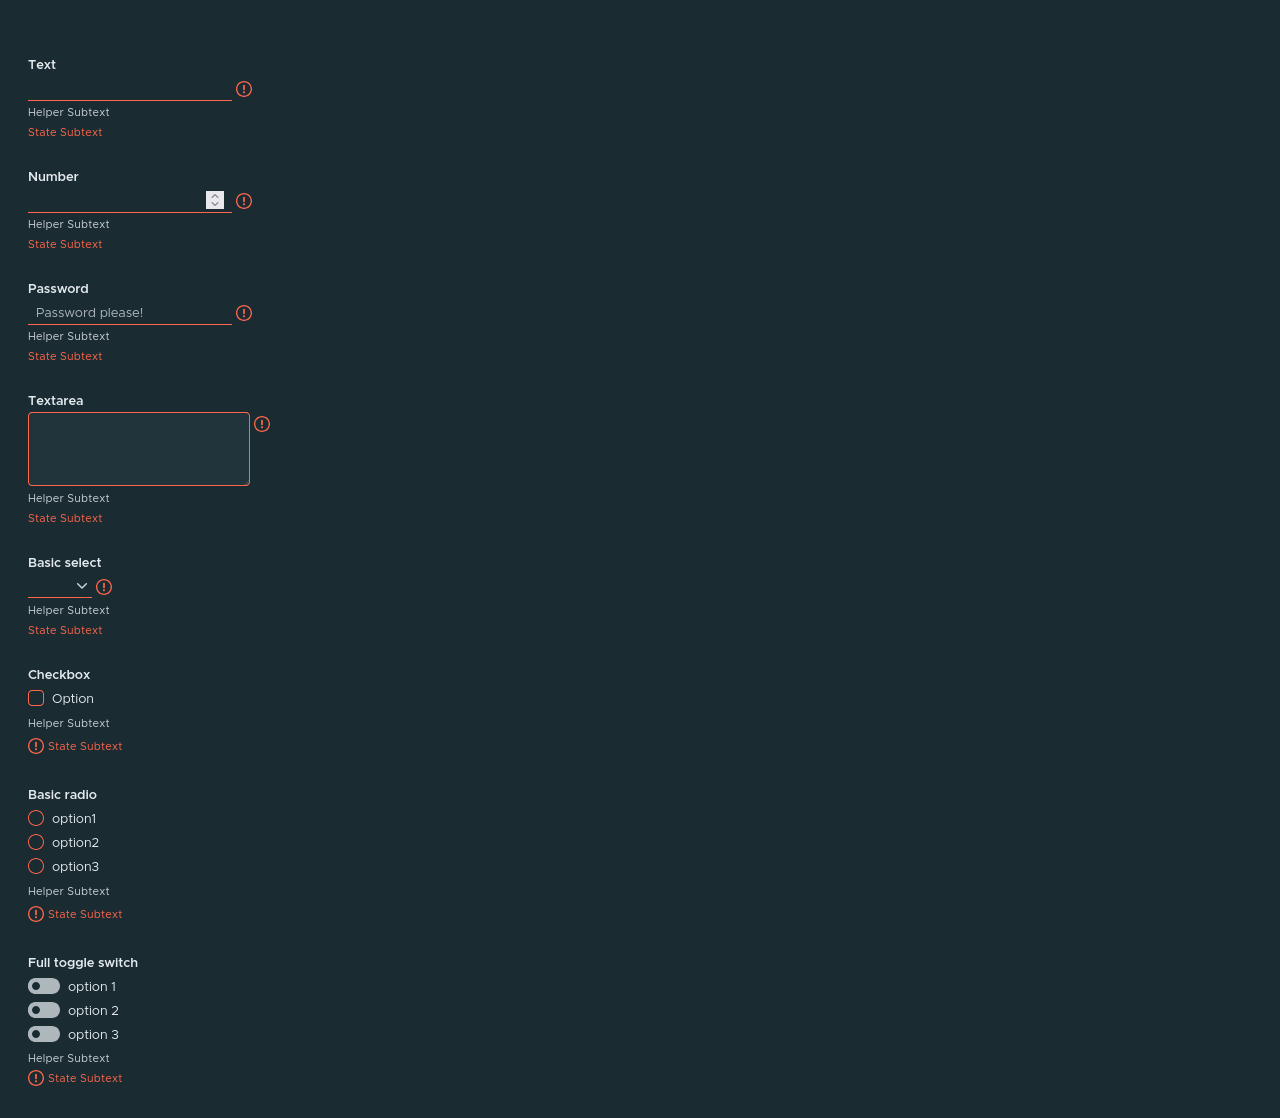 Text
Helper Subtext
State Subtext
Number
Helper Subtext
State Subtext
Password
Password please!
Helper Subtext
State Subtext
Textarea
Helper Subtext
State Subtext
Basic select
Helper Subtext
State Subtext
Checkbox
Option
Helper Subtext
State Subtext
Basic radio
option1
option2
option3
Helper Subtext
State Subtext
Full toggle switch
option 1
option 2
option 3
Helper Subtext
State Subtext